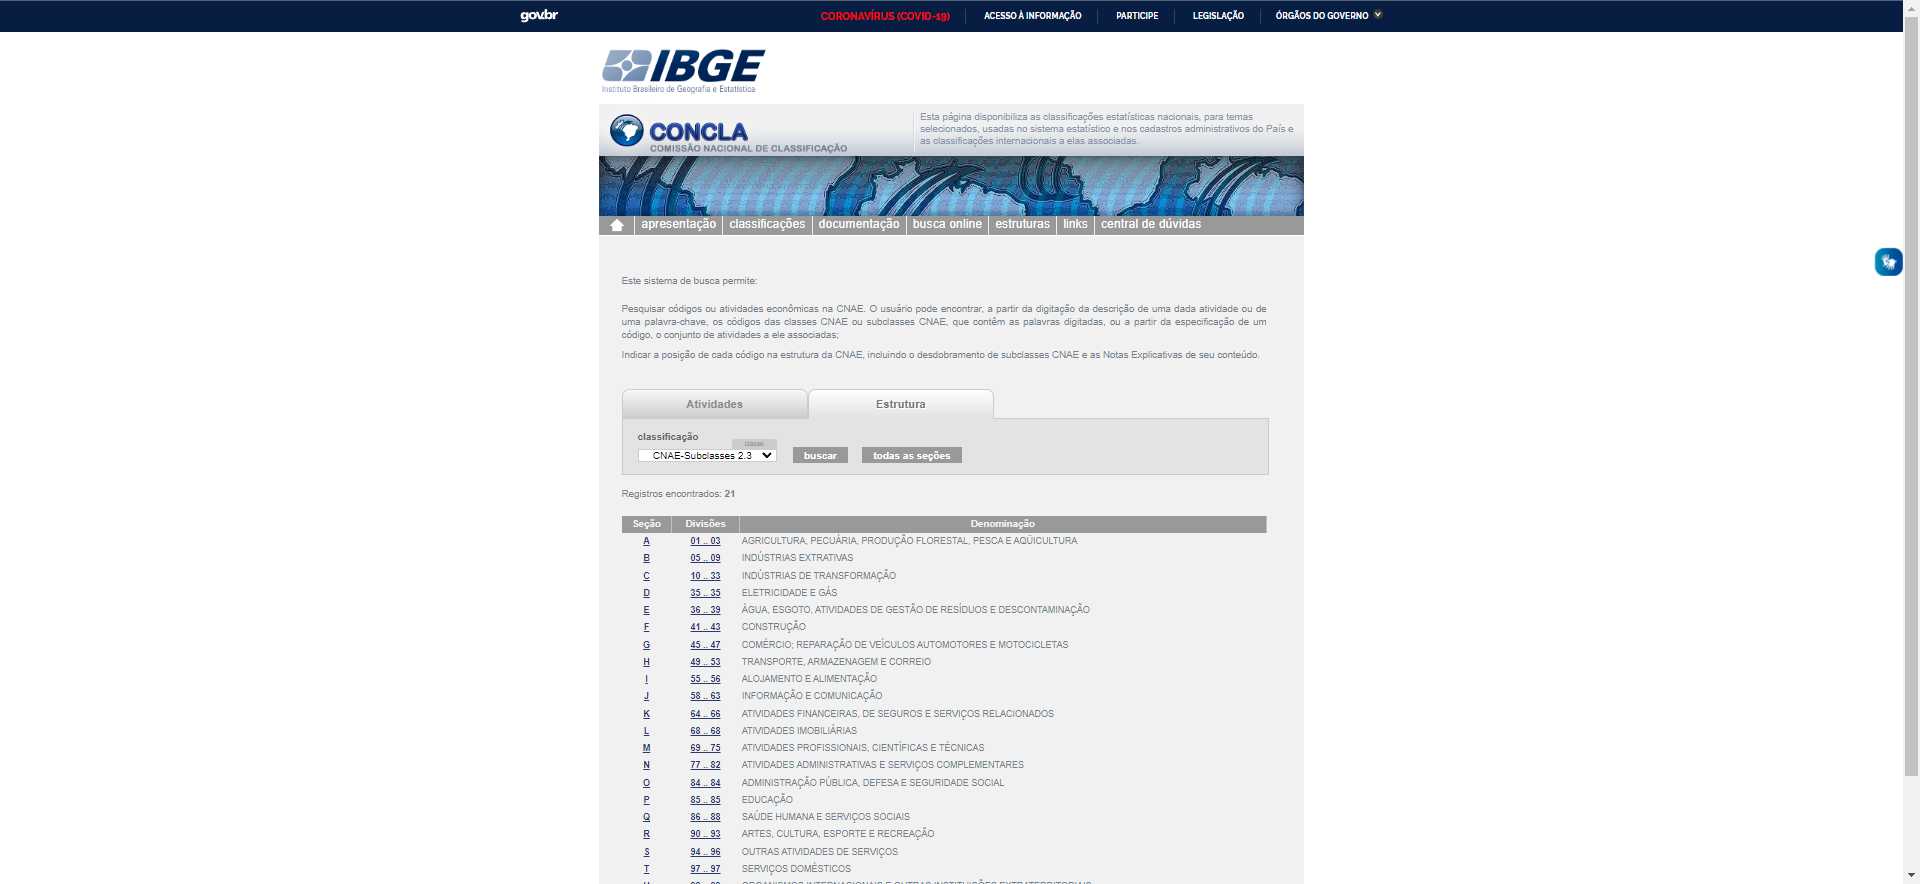 gov.br
CORONAVÍRUS (COVID-19)
ACESSO À INFORMAÇÃO
PARTICIPE
LEGISLAÇÃO
ÓRGÃOS DO GOVERNO
IBGE
Instituto Brasileiro de Geografia e Estatística
CONCLA
COMISSÃO NACIONAL DE CLASSIFICAÇÃO
Esta página disponibiliza as classificações estatísticas nacionais, para temas
selecionados, usadas no sistema estatístico e nos cadastros administrativos do País e
as classificações internacionais a elas associadas.
apresentação classificações documentação busca online estruturas links central de dúvidas
Este sistema de busca permite:
Pesquisar códigos ou atividades econômicas na CNAE. O usuário pode encontrar, a partir da digitação da descrição de uma dada atividade ou de
uma palavra-chave, os códigos das classes CNAE ou subclasses CNAE, que contêm as palavras digitadas, ou a partir da especificação de um
código, o conjunto de atividades a ele associadas;
Indicar a posição de cada código na estrutura da CNAE, incluindo o desdobramento de subclasses CNAE e as Notas Explicativas de seu conteúdo.
Atividades Estrutura
classificação
CNAE-Subclasses 2.3 buscar todas as seções
Registros encontrados: 21
Seção Divisões Denominação
A 01 .. 03 AGRICULTURA, PECUÁRIA, PRODUÇÃO FLORESTAL, PESCA E AQÜICULTURA
B 05 .. 09 INDÚSTRIAS EXTRATIVAS
C 10 .. 33 INDÚSTRIAS DE TRANSFORMAÇÃO
D 35 .. 35 ELETRICIDADE E GÁS
E 36 .. 39 ÁGUA, ESGOTO, ATIVIDADES DE GESTÃO DE RESÍDUOS E DESCONTAMINAÇÃO
F 41 .. 43 CONSTRUÇÃO
G 45 .. 47 COMÉRCIO; REPARAÇÃO DE VEÍCULOS AUTOMOTORES E MOTOCICLETAS
H 49 .. 53 TRANSPORTE, ARMAZENAGEM E CORREIO
I 55 .. 56 ALOJAMENTO E ALIMENTAÇÃO
J 58 .. 63 INFORMAÇÃO E COMUNICAÇÃO
K 64 .. 66 ATIVIDADES FINANCEIRAS, DE SEGUROS E SERVIÇOS RELACIONADOS
L 68 .. 68 ATIVIDADES IMOBILIÁRIAS
M 69 .. 75 ATIVIDADES PROFISSIONAIS, CIENTÍFICAS E TÉCNICAS
N 77 .. 82 ATIVIDADES ADMINISTRATIVAS E SERVIÇOS COMPLEMENTARES
O 84 .. 84 ADMINISTRAÇÃO PÚBLICA, DEFESA E SEGURIDADE SOCIAL
P 85 .. 85 EDUCAÇÃO
Q 86 .. 88 SAÚDE HUMANA E SERVIÇOS SOCIAIS
R 90 .. 93 ARTES, CULTURA, ESPORTE E RECREAÇÃO
S 94 .. 96 OUTRAS ATIVIDADES DE SERVIÇOS
T 97 .. 97 SERVIÇOS DOMÉSTICOS